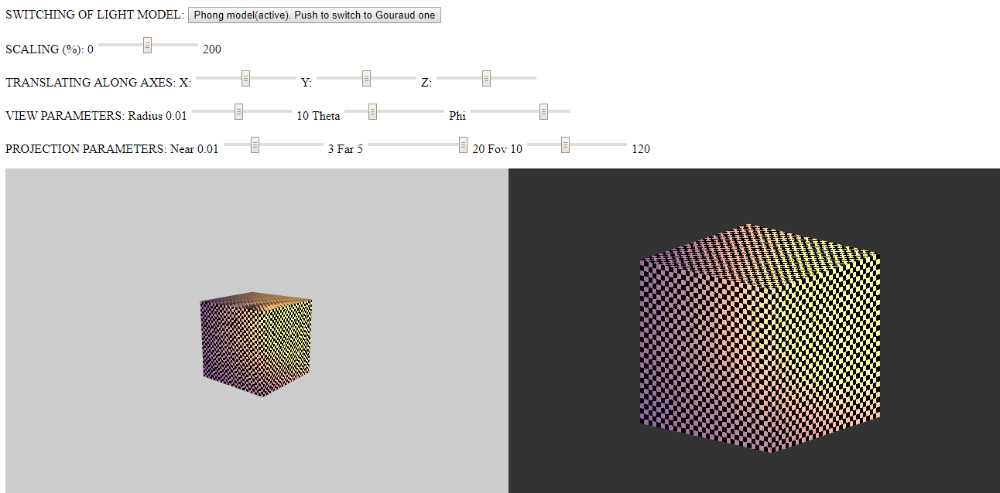 SWITCHING OF LIGHT MODEL: Phong model(active). Push to switch to Gouraud one
SCALING (%): 0 200
TRANSLATING ALONG AXES: X: Y: Z:
VIEW PARAMETERS: Radius 0.01 10 Theta Phi
PROJECTION PARAMETERS: Near 0.01 3 Far 5 20 Fov 10 120